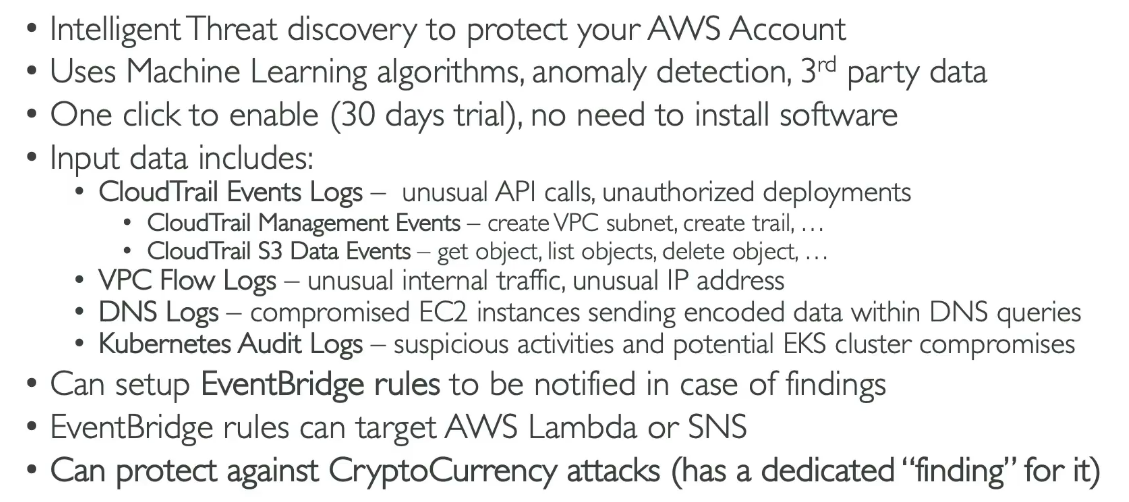 • Intelligent Threat discovery to protect your AWS Account
• Uses Machine Learning algorithms, anomaly detection, 3rd party data
• One click to enable (30 days trial), no need to install software
• Input data includes:
• CloudTrail Events Logs – unusual API calls, unauthorized deployments
• CloudTrail Management Events – create VPC subnet, create trail, …
• CloudTrail S3 Data Events – get object, list objects, delete object, …
• VPC Flow Logs – unusual internal traffic, unusual IP address
• DNS Logs – compromised EC2 instances sending encoded data within DNS queries
• Kubernetes Audit Logs – suspicious activities and potential EKS cluster compromises
• Can setup EventBridge rules to be notified in case of findings
• EventBridge rules can target AWS Lambda or SNS
• Can protect against CryptoCurrency attacks (has a dedicated “finding” for it)